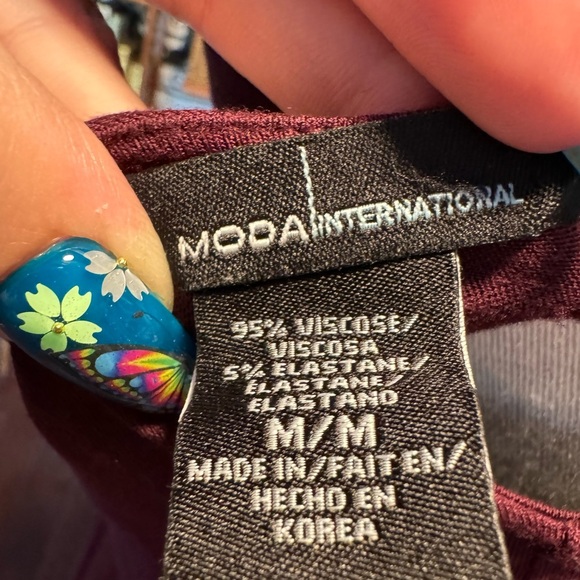 MODA INTERNATIONAL
95% VISCOSE/
VISCOSA
5% ELASTANE/
ÉLASTANE/
ELASTANO
M/M
MADE IN/FAIT EN/
HECHO EN
KOREA